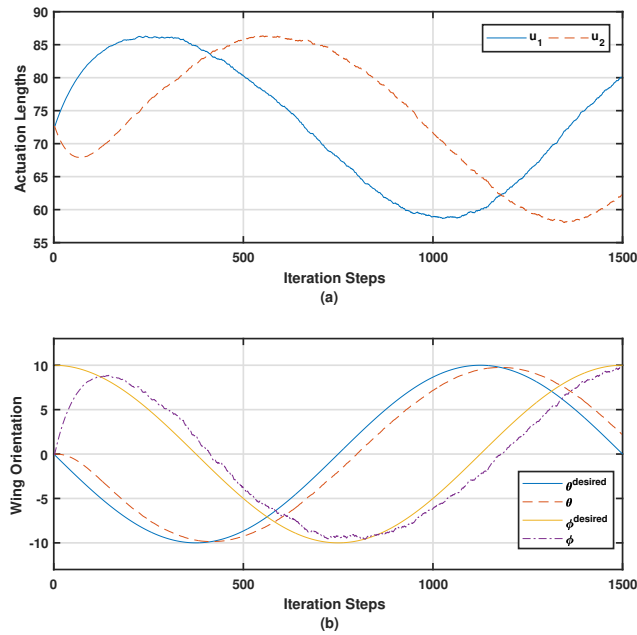 90
85
80
75
70
65
60
55
Actuation Lengths
u1 u2
0 500 1000 1500
Iteration Steps
(a)
10
5
0
-5
-10
Wing Orientation
θdesired
θ
ϕdesired
ϕ
0 500 1000 1500
Iteration Steps
(b)